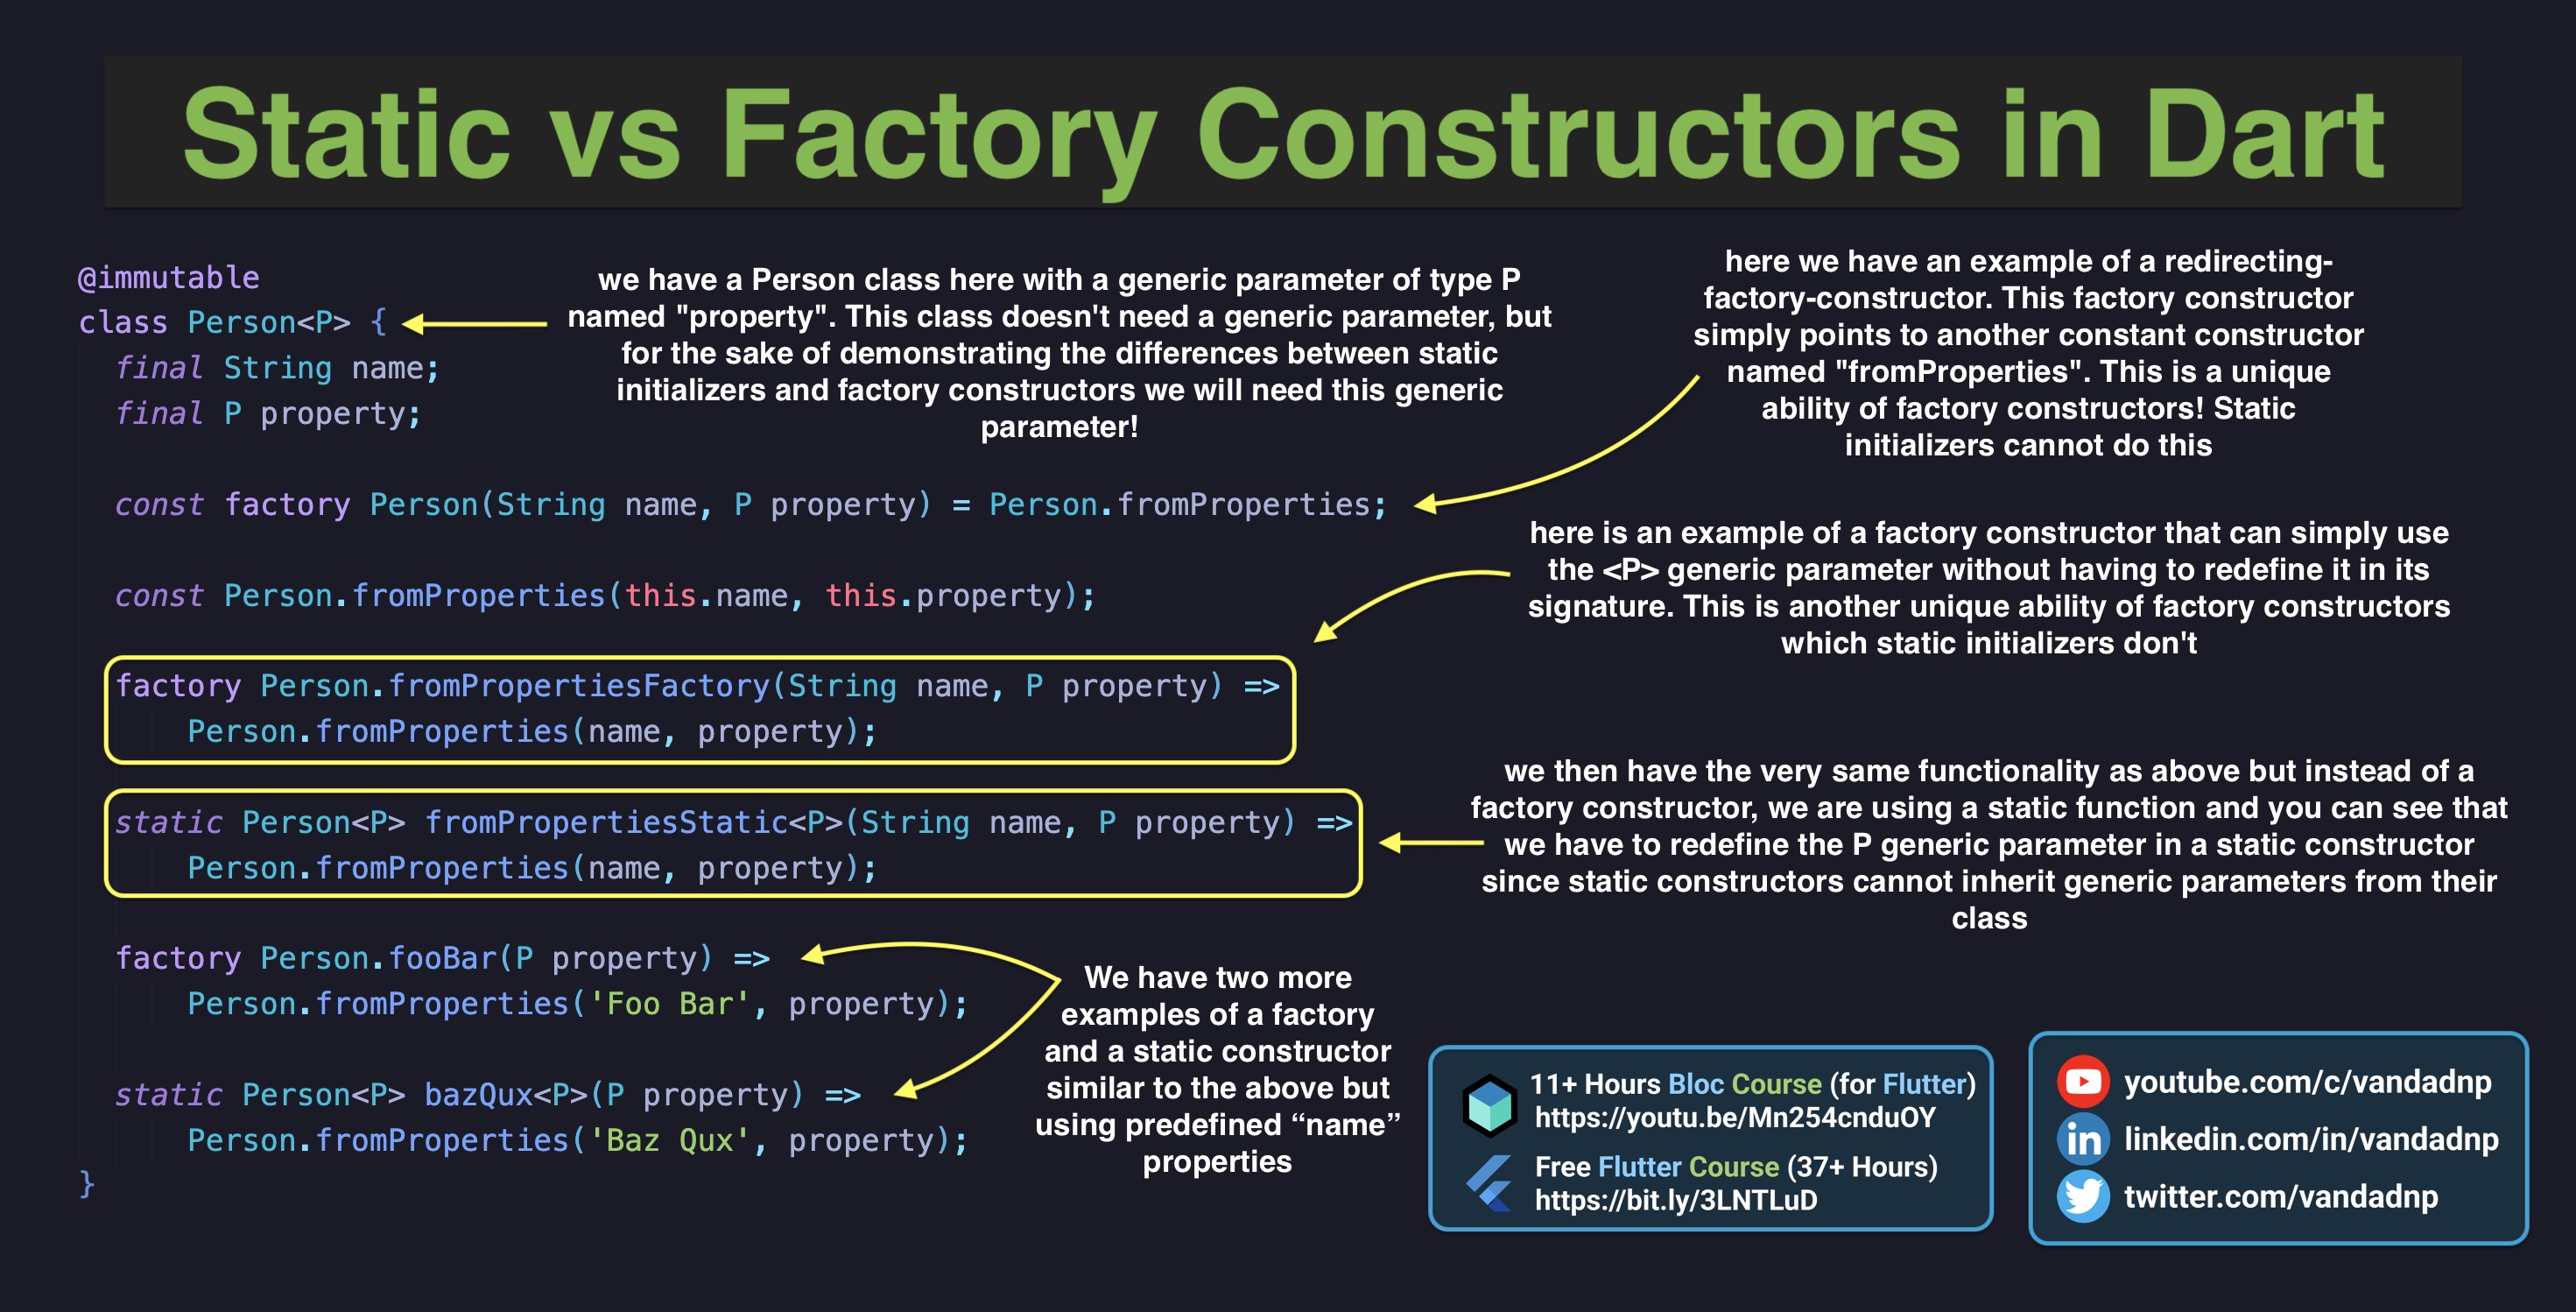 Static vs Factory Constructors in Dart
@immutable
class Person<P> {
final String name;
final P property;
const factory Person(String name, P property) = Person.fromProperties;
const Person.fromProperties(this.name, this.property);
factory Person.fromPropertiesFactory(String name, P property) =>
Person.fromProperties(name, property);
static Person<P> fromPropertiesStatic<P>(String name, P property) =>
Person.fromProperties(name, property);
factory Person.fooBar(P property) =>
Person.fromProperties('Foo Bar', property);
static Person<P> bazQux<P>(P property) =>
Person.fromProperties('Baz Qux', property);
}
we have a Person class here with a generic parameter of type P
named "property". This class doesn't need a generic parameter, but
for the sake of demonstrating the differences between static
initializers and factory constructors we will need this generic
parameter!
here we have an example of a redirecting-
factory-constructor. This factory constructor
simply points to another constant constructor
named "fromProperties". This is a unique
ability of factory constructors! Static
initializers cannot do this
here is an example of a factory constructor that can simply use
the <P> generic parameter without having to redefine it in its
signature. This is another unique ability of factory constructors
which static initializers don't
we then have the very same functionality as above but instead of a
factory constructor, we are using a static function and you can see that
we have to redefine the P generic parameter in a static constructor
since static constructors cannot inherit generic parameters from their
class
We have two more
examples of a factory
and a static constructor
similar to the above but
using predefined “name”
properties
11+ Hours Bloc Course (for Flutter)
https://youtu.be/Mn254cnduOY
Free Flutter Course (37+ Hours)
https://bit.ly/3LNTLuD
youtube.com/c/vandadnp
linkedin.com/in/vandadnp
twitter.com/vandadnp